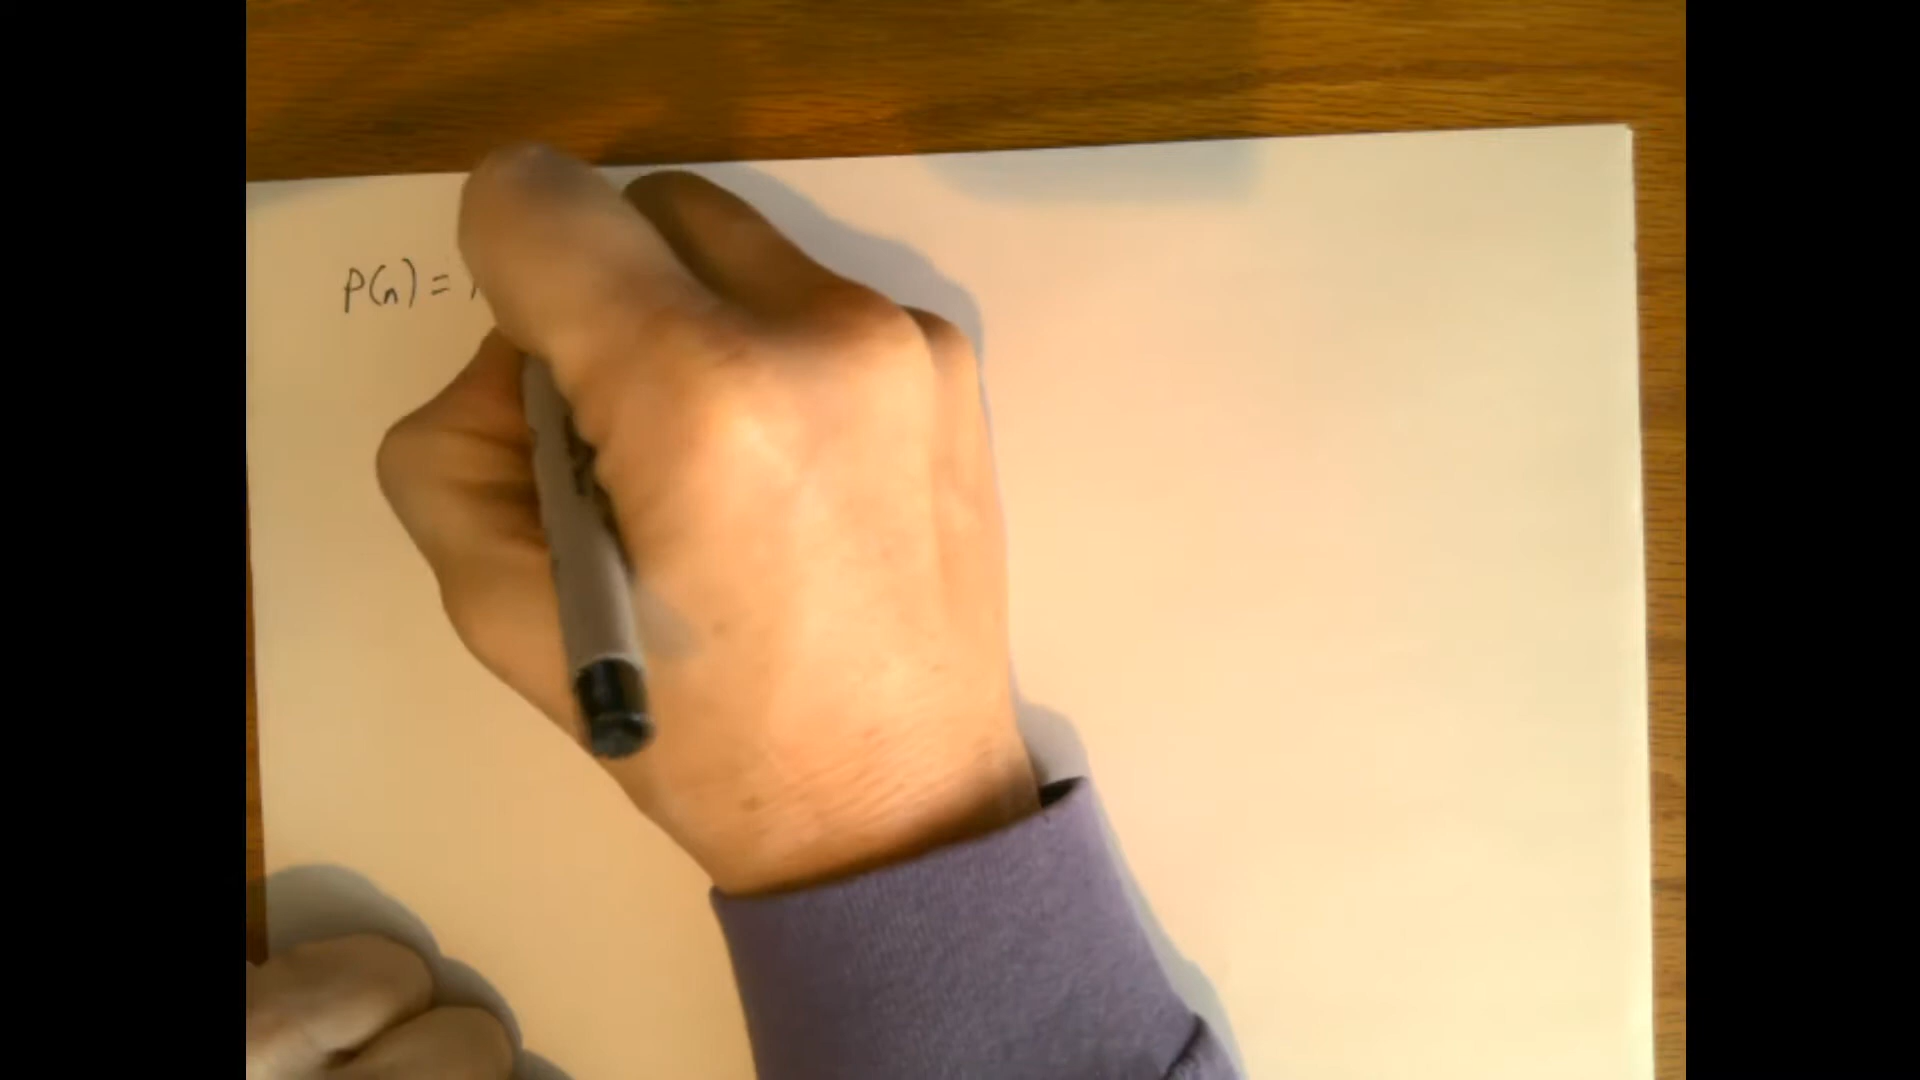 P(n) =